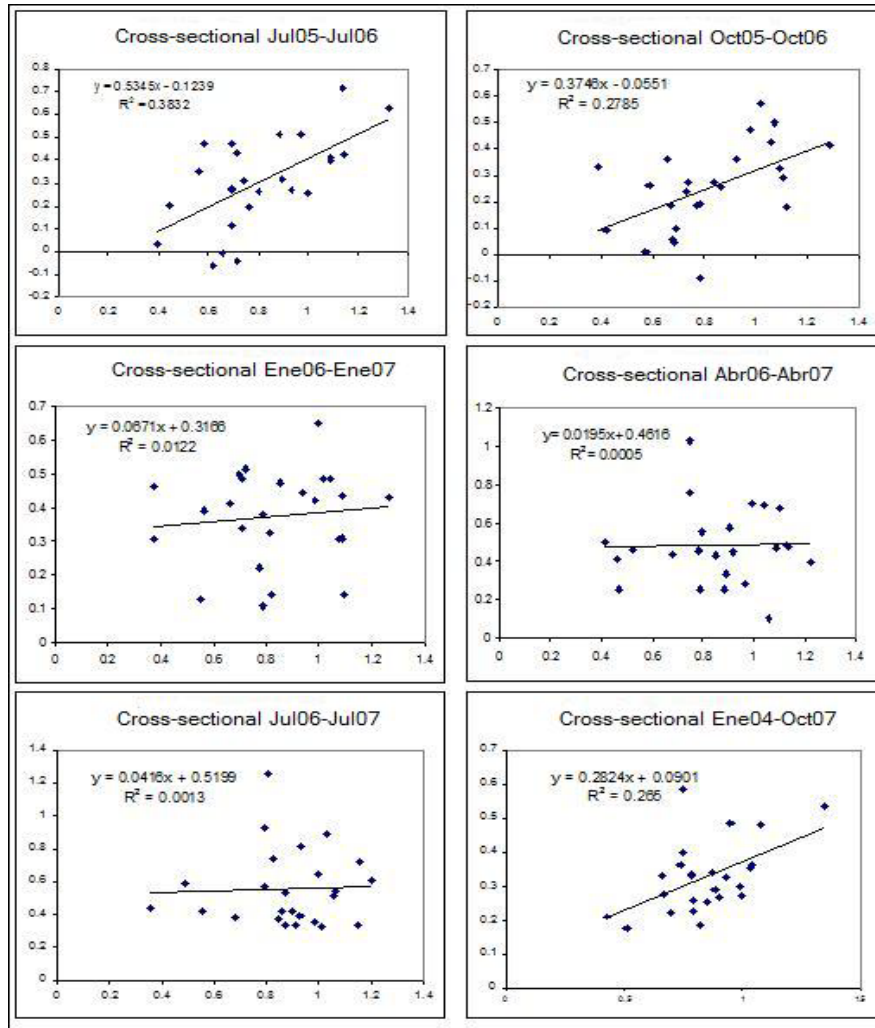 Cross-sectional Jul05-Jul06
y = 0.5345x - 0.1239
R² = 0.3832
0.8
0.7
0.6
0.5
0.4
0.3
0.2
0.1
0
-0.1
-0.2
0 0.2 0.4 0.6 0.8 1 1.2 1.4
Cross-sectional Oct05-Oct06
y = 0.3746x - 0.0551
R² = 0.2785
0.7
0.6
0.5
0.4
0.3
0.2
0.1
0
-0.1
-0.2
0 0.2 0.4 0.6 0.8 1 1.2 1.4
Cross-sectional Ene06-Ene07
y = 0.0671x + 0.3166
R² = 0.0122
0.7
0.6
0.5
0.4
0.3
0.2
0.1
0
0 0.2 0.4 0.6 0.8 1 1.2 1.4
Cross-sectional Abr06-Abr07
y= 0.0195x+ 0.4616
R²= 0.0005
1.2
1
0.8
0.6
0.4
0.2
0
0 0.2 0.4 0.6 0.8 1 1.2 1.4
Cross-sectional Jul06-Jul07
y = 0.0416x + 0.5199
R² = 0.0013
1.4
1.2
1
0.8
0.6
0.4
0.2
0
0 0.2 0.4 0.6 0.8 1 1.2 1.4
Cross-sectional Ene04-Oct07
y = 0.2824x + 0.0901
R² = 0.265
0.7
0.6
0.5
0.4
0.3
0.2
0.1
0
0 0.5 1 1.5